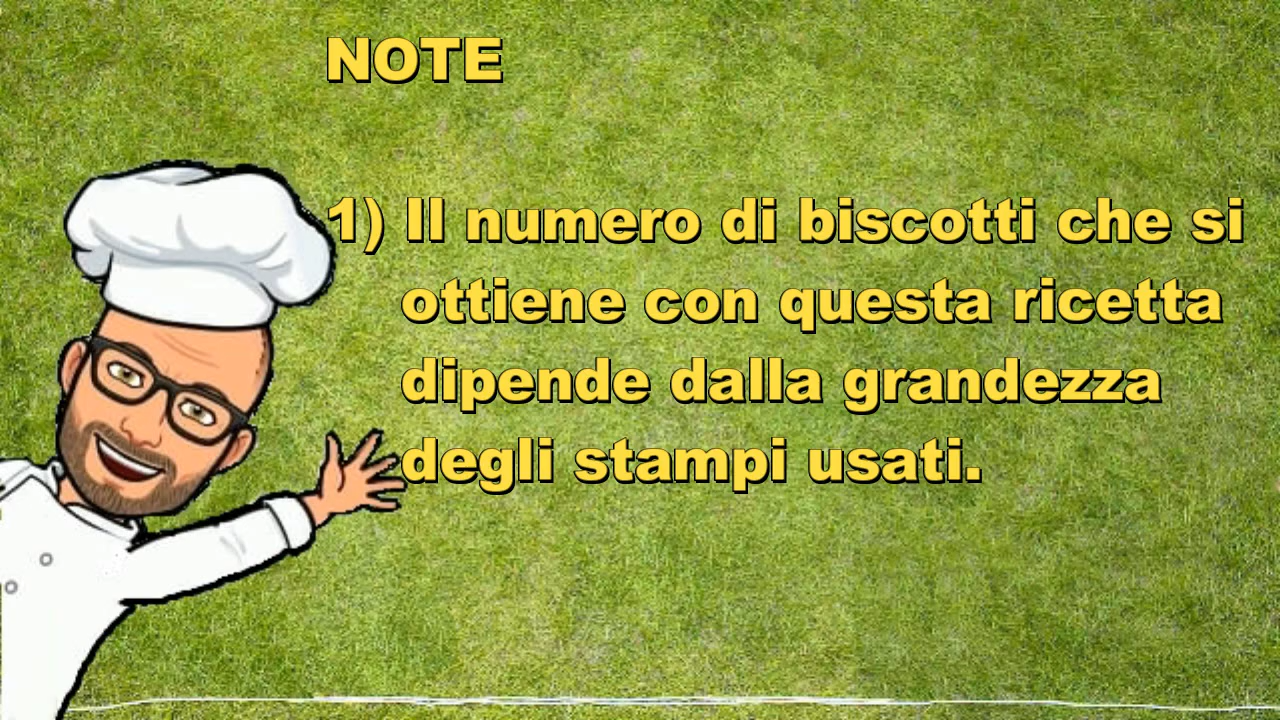 NOTE
1) Il numero di biscotti che si
ottiene con questa ricetta
dipende dalla grandezza
degli stampi usati.